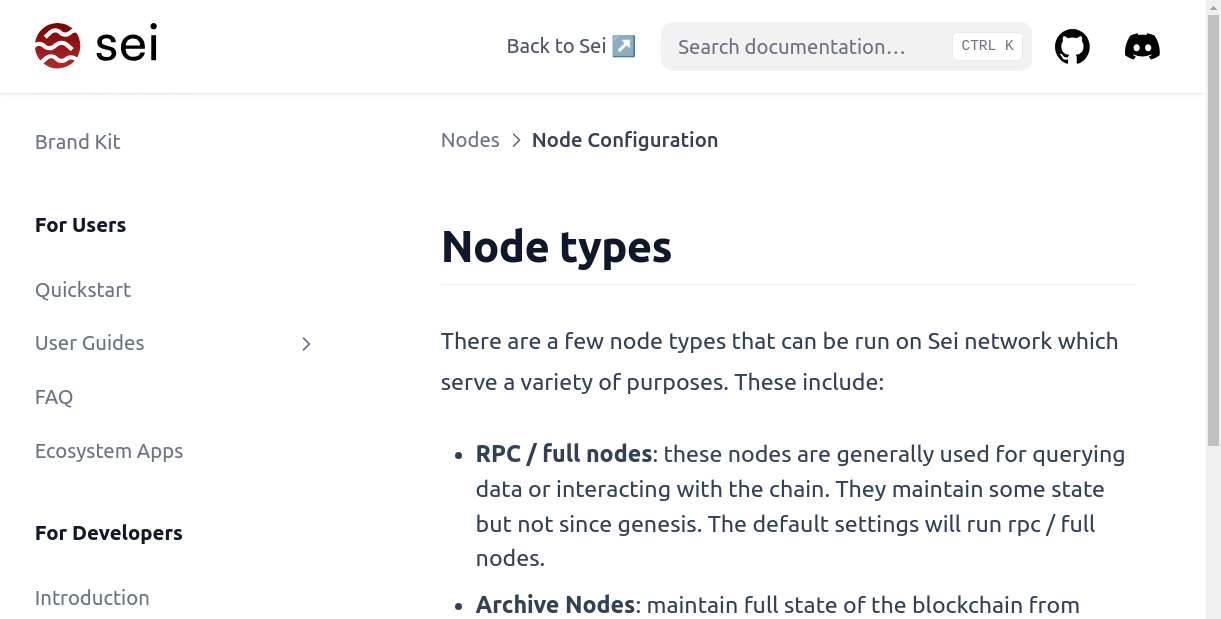 sei
Back to Sei ↗
Search documentation…
CTRL K
Brand Kit
For Users
Quickstart
User Guides
FAQ
Ecosystem Apps
For Developers
Introduction
Nodes > Node Configuration
Node types
There are a few node types that can be run on Sei network which
serve a variety of purposes. These include:
• RPC / full nodes: these nodes are generally used for querying
data or interacting with the chain. They maintain some state
but not since genesis. The default settings will run rpc / full
nodes.
• Archive Nodes: maintain full state of the blockchain from